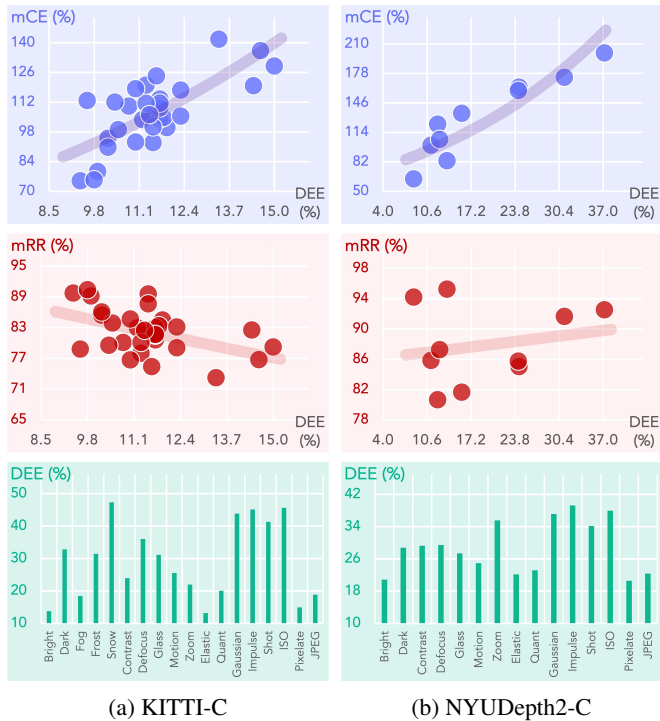 mCE (%)
140
126
112
98
84
70
DEE
(%)
8.5 9.8 11.1 12.4 13.7 15.0
mCE (%)
210
178
146
114
82
50
DEE
(%)
4.0 10.6 17.2 23.8 30.4 37.0
mRR (%)
95
89
83
77
71
65
DEE
(%)
8.5 9.8 11.1 12.4 13.7 15.0
mRR (%)
98
94
90
86
82
78
DEE
(%)
4.0 10.6 17.2 23.8 30.4 37.0
DEE (%)
50
40
30
20
10
Bright
Dark
Fog
Frost
Snow
Contrast
Defocus
Glass
Motion
Zoom
Elastic
Quant
Gaussian
Impulse
Shot
ISO
Pixelate
JPEG
DEE (%)
42
34
26
18
10
Bright
Dark
Contrast
Defocus
Glass
Motion
Zoom
Elastic
Quant
Gaussian
Impulse
Shot
ISO
Pixelate
JPEG
(a) KITTI-C
(b) NYUDepth2-C